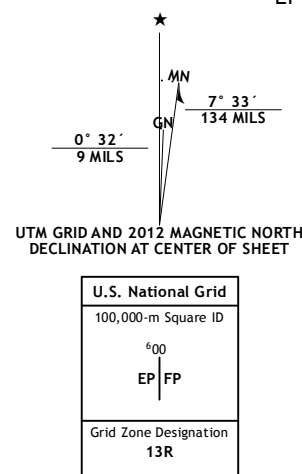 ★
MN
7° 33´
134 MILS
GN
0° 32´
9 MILS
UTM GRID AND 2012 MAGNETIC NORTH
DECLINATION AT CENTER OF SHEET
U.S. National Grid
100,000-m Square ID
⁶00
EP FP
Grid Zone Designation
13R